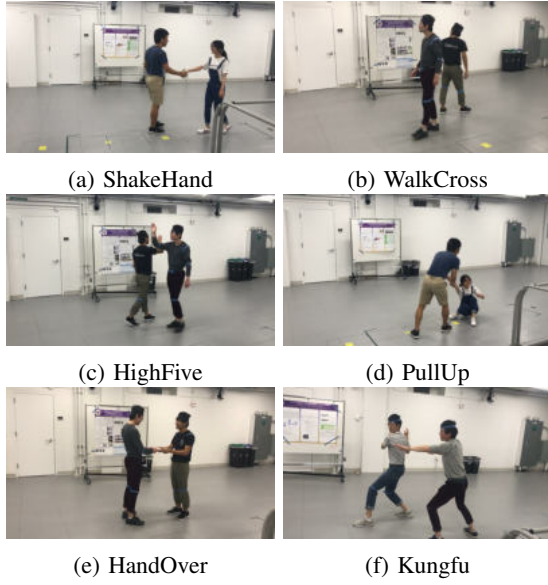 (a) ShakeHand
(b) WalkCross
(c) HighFive
(d) PullUp
(e) HandOver
(f) Kungfu